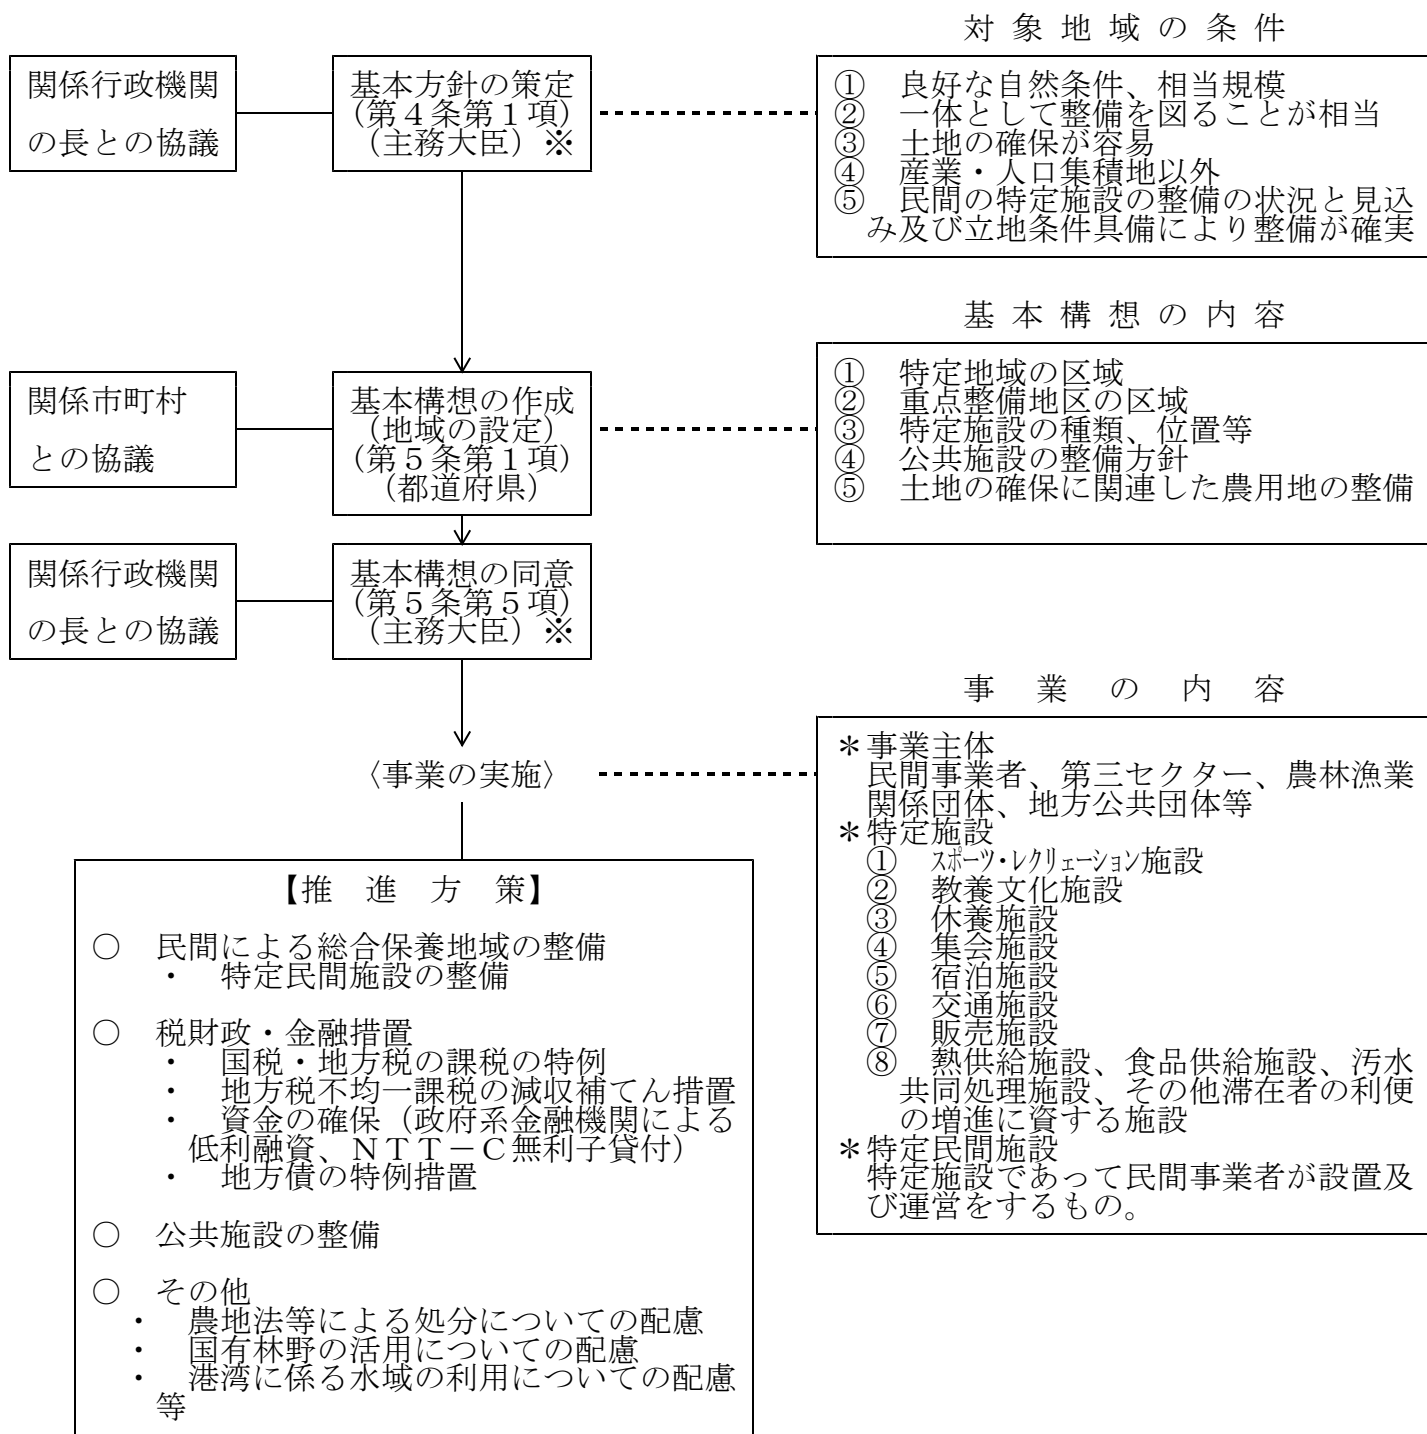 対象地域の条件
関係行政機関
の長との協議
基本方針の策定
(第４条第１項)
（主務大臣）※
①　良好な自然条件、相当規模
②　一体として整備を図ることが相当
③　土地の確保が容易
④　産業・人口集積地以外
⑤　民間の特定施設の整備の状況と見込
み及び立地条件具備により整備が確実
基本構想の内容
関係市町村
との協議
基本構想の作成
（地域の設定）
(第５条第１項)
（都道府県）
①　特定地域の区域
②　重点整備地区の区域
③　特定施設の種類、位置等
④　公共施設の整備方針
⑤　土地の確保に関連した農用地の整備
関係行政機関
の長との協議
基本構想の同意
(第５条第５項)
（主務大臣）※
〈事業の実施〉
事業の内容
＊事業主体
民間事業者、第三セクター、農林漁業
関係団体、地方公共団体等
＊特定施設
①　ｽﾎﾟｰﾂ・ﾚｸﾘｪｰｼｮﾝ施設
②　教養文化施設
③　休養施設
④　集会施設
⑤　宿泊施設
⑥　交通施設
⑦　販売施設
⑧　熱供給施設、食品供給施設、汚水
共同処理施設、その他滞在者の利便
の増進に資する施設
＊特定民間施設
特定施設であって民間事業者が設置及
び運営をするもの。
【推　進　方　策】
○　民間による総合保養地域の整備
・　特定民間施設の整備
○　税財政・金融措置
・　国税・地方税の課税の特例
・　地方税不均一課税の減収補てん措置
・　資金の確保（政府系金融機関による
低利融資、ＮＴＴ－Ｃ無利子貸付）
・　地方債の特例措置
○　公共施設の整備
○　その他
・　農地法等による処分についての配慮
・　国有林野の活用についての配慮
・　港湾に係る水域の利用についての配慮
等